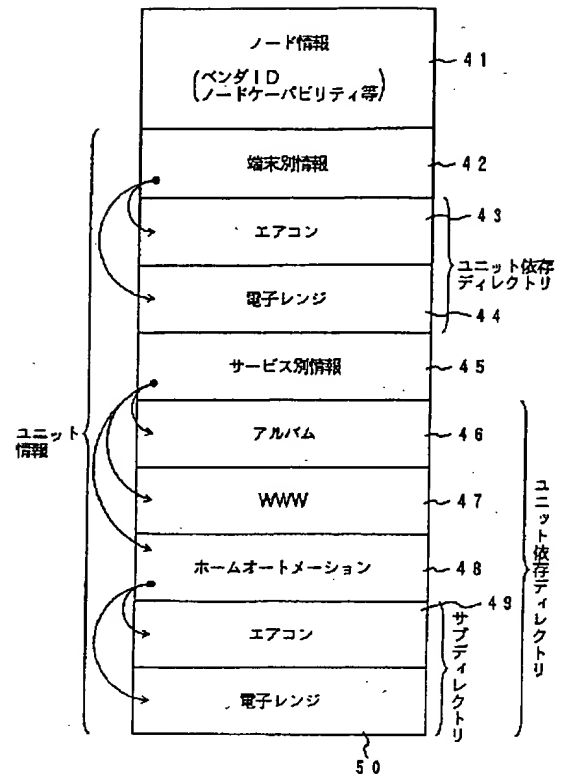 ノード情報
(ベンダID
ノードケーパビリティ等)
41
端末別情報
42
エアコン
43
電子レンジ
44
ユニット依存
ディレクトリ
サービス別情報
45
アルバム
46
WWW
47
ホームオートメーション
48
エアコン
49
電子レンジ
50
ユニット
情報
サブディレクトリ
ユニット依存ディレクトリ